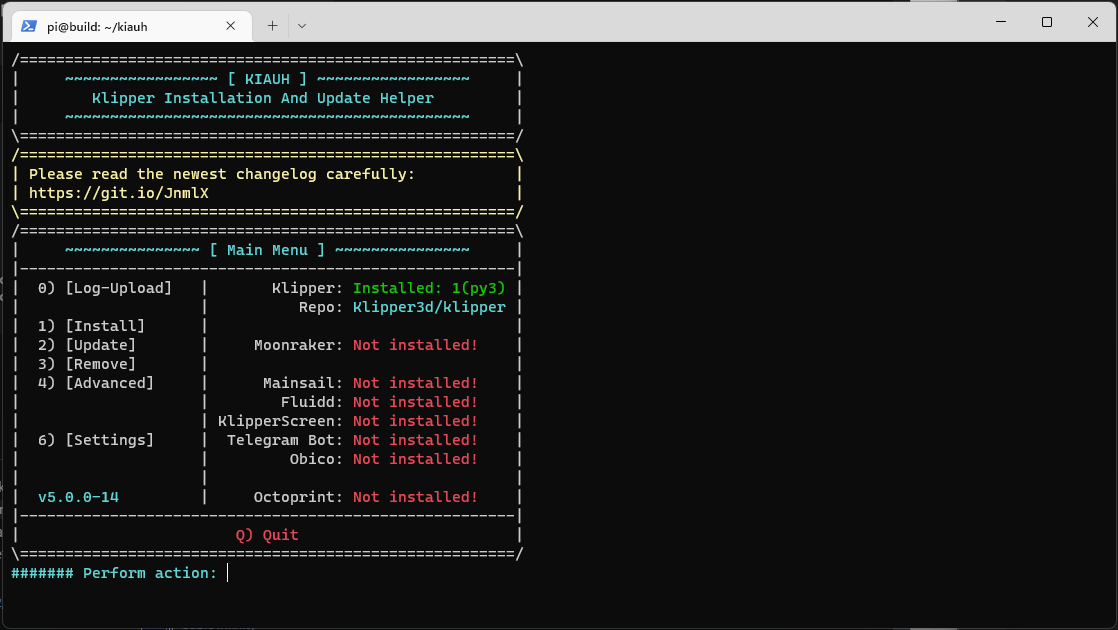 pi@build: ~/kiauh
/=======================================================\
|     ~~~~~~~~~~~~~~~~~ [ KIAUH ] ~~~~~~~~~~~~~~~~~     |
|        Klipper Installation And Update Helper         |
|     ~~~~~~~~~~~~~~~~~~~~~~~~~~~~~~~~~~~~~~~~~~~~~     |
\=======================================================/
/=======================================================\
| Please read the newest changelog carefully:           |
| https://git.io/JnmlX                                  |
\=======================================================/
/=======================================================\
|     ~~~~~~~~~~~~~~~ [ Main Menu ] ~~~~~~~~~~~~~~~     |
|-------------------------------------------------------|
|  0) [Log-Upload]   |       Klipper: Installed: 1(py3) |
|                    |          Repo: Klipper3d/klipper |
|  1) [Install]      |                                  |
|  2) [Update]       |     Moonraker: Not installed!    |
|  3) [Remove]       |                                  |
|  4) [Advanced]     |      Mainsail: Not installed!    |
|                    |        Fluidd: Not installed!    |
|                    | KlipperScreen: Not installed!    |
|  6) [Settings]     |  Telegram Bot: Not installed!    |
|                    |         Obico: Not installed!    |
|                    |                                  |
|  v5.0.0-14         |     Octoprint: Not installed!    |
|-------------------------------------------------------|
|                        Q) Quit                        |
\=======================================================/
####### Perform action: